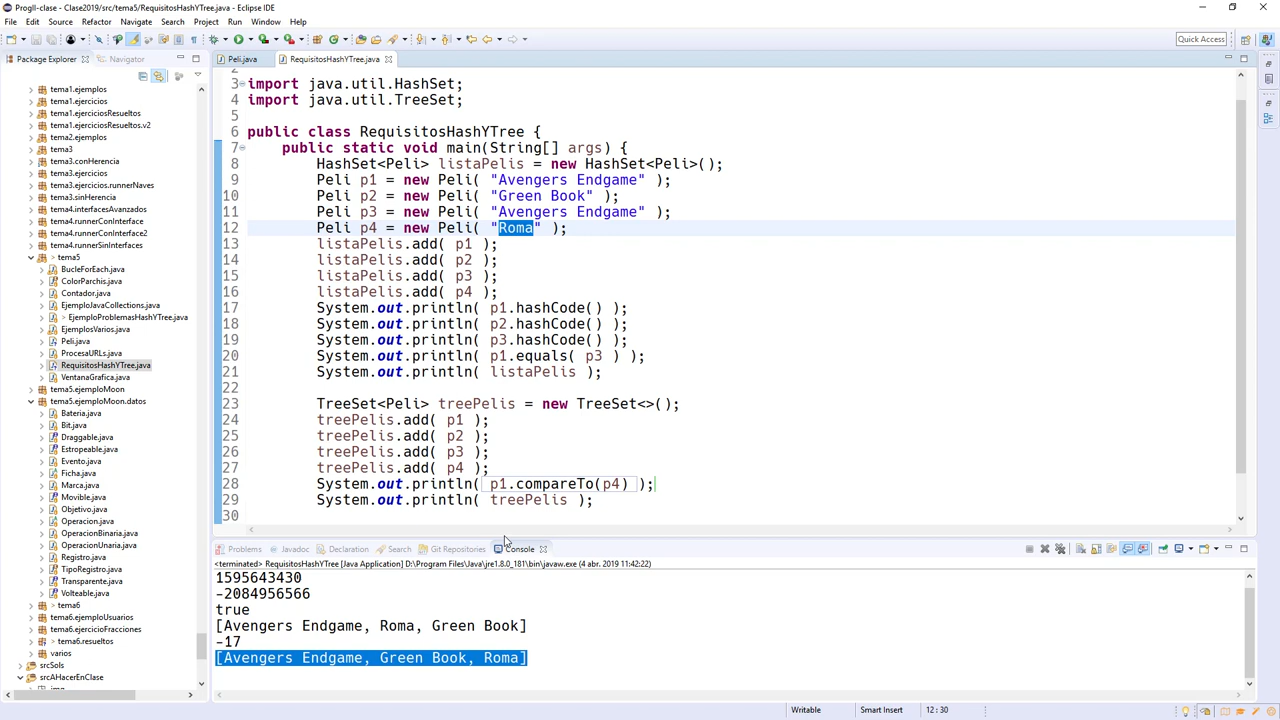 ProgII-clase - Clase2019/src/tema5/RequisitosHashYTree.java - Eclipse IDE
File Edit Source Refactor Navigate Search Project Run Window Help
Quick Access
Package Explorer Navigator
Peli.java RequisitosHashYTree.java
tema1.ejemplos
tema1.ejercicios
tema1.ejerciciosResueltos
tema1.ejerciciosResueltos.v2
tema2.ejemplos
tema3
tema3.conHerencia
tema3.ejercicios
tema3.ejercicios.runnerNaves
tema3.sinHerencia
tema4.interfacesAvanzados
tema4.runnerConInterface
tema4.runnerConInterface2
tema4.runnerSinInterfaces
> tema5
BucleForEach.java
ColorParchis.java
Contador.java
EjemploJavaCollections.java
> EjemploProblemasHashYTree.java
EjemplosVarios.java
Peli.java
ProcesaURLs.java
RequisitosHashYTree.java
VentanaGrafica.java
tema5.ejemploMoon
tema5.ejemploMoon.datos
Bateria.java
Bit.java
Draggable.java
Estropeable.java
Evento.java
Ficha.java
Marca.java
Movible.java
Objetivo.java
Operacion.java
OperacionBinaria.java
OperacionUnaria.java
Registro.java
TipoRegistro.java
Transparente.java
Volteable.java
> tema6
tema6.ejemploUsuarios
tema6.ejercicioFracciones
> tema6.resueltos
varios
srcSols
srcAHacerEnClase
img
2
3 import java.util.HashSet;
4 import java.util.TreeSet;
5
6 public class RequisitosHashYTree {
7 public static void main(String[] args) {
8 HashSet<Peli> listaPelis = new HashSet<Peli>();
9 Peli p1 = new Peli( "Avengers Endgame" );
10 Peli p2 = new Peli( "Green Book" );
11 Peli p3 = new Peli( "Avengers Endgame" );
12 Peli p4 = new Peli( "Roma" );
13 listaPelis.add( p1 );
14 listaPelis.add( p2 );
15 listaPelis.add( p3 );
16 listaPelis.add( p4 );
17 System.out.println( p1.hashCode() );
18 System.out.println( p2.hashCode() );
19 System.out.println( p3.hashCode() );
20 System.out.println( p1.equals( p3 ) );
21 System.out.println( listaPelis );
22
23 TreeSet<Peli> treePelis = new TreeSet<>();
24 treePelis.add( p1 );
25 treePelis.add( p2 );
26 treePelis.add( p3 );
27 treePelis.add( p4 );
28 System.out.println( p1.compareTo(p4) );
29 System.out.println( treePelis );
30
Problems Javadoc Declaration Search Git Repositories Console
<terminated> RequisitosHashYTree [Java Application] D:\Program Files\Java\jre1.8.0_181\bin\javaw.exe (4 abr. 2019 11:42:22)
1595643430
-2084956566
true
[Avengers Endgame, Roma, Green Book]
-17
[Avengers Endgame, Green Book, Roma]
Writable Smart Insert 12 : 30